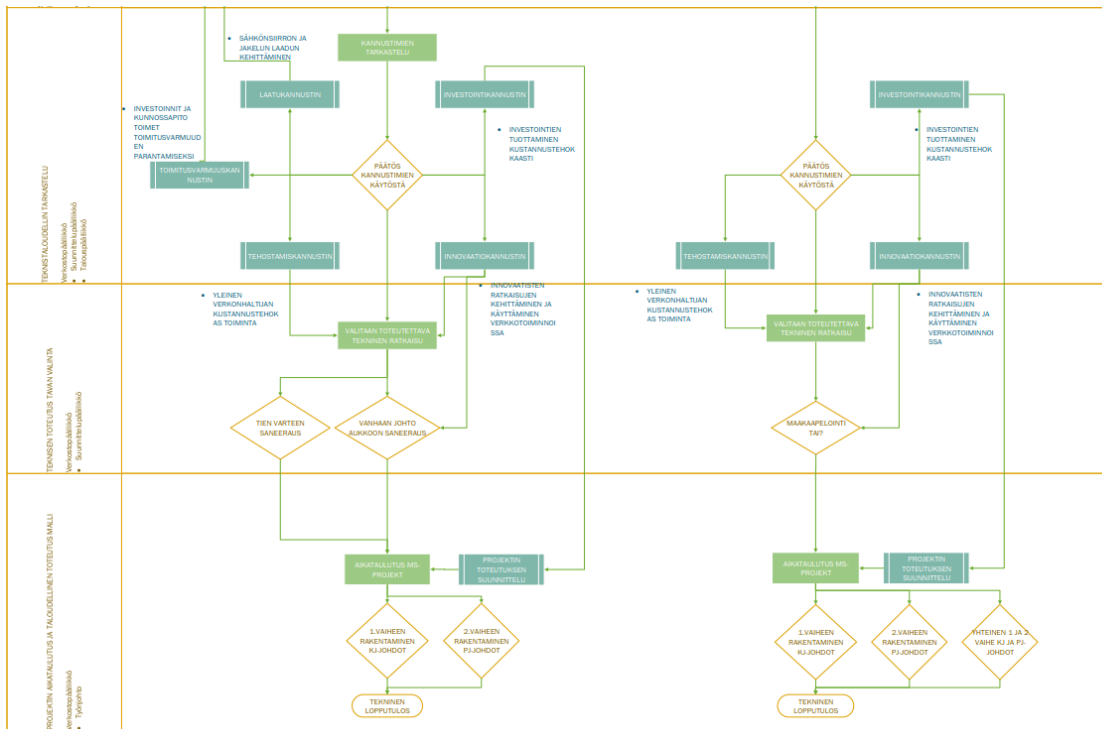 SÄHKÖNSIIRRON JA
JAKELUN LAADUN
KEHITTÄMINEN
KANNUSTIMIEN
TARKASTELU
LAATUKANNUSTIN
INVESTOINTIKANNUSTIN
INVESTOINTIKANNUSTIN
• INVESTOINNIT JA
KUNNOSSAPITO
TOIMET
TOIMITUSVARMUUD
EN
PARANTAMISEKSI
• INVESTOINTIEN
TUOTTAMINEN
KUSTANNUSTEHOK
KAASTI
• INVESTOINTIEN
TUOTTAMINEN
KUSTANNUSTEHOK
KAASTI
TOIMITUSVARMUUSKAN
NUSTIN
PÄÄTÖS
KANNUSTIMIEN
KÄYTÖSTÄ
PÄÄTÖS
KANNUSTIMIEN
KÄYTÖSTÄ
TEKNISTALOUDELLIN TARKASTELU
Verkostopäällikkö
• Suunnittelupäällikkö
• Talouspäällikkö
TEHOSTAMISKANNUSTIN
INNOVAATIOKANNUSTIN
TEHOSTAMISKANNUSTIN
INNOVAATIOKANNUSTIN
• YLEINEN
VERKONHALTIJAN
KUSTANNUSTEHOK
AS TOIMINTA
• INNOVAATISTEN
RATKAISUJEN
KEHITTÄMINEN JA
KÄYTTÄMINEN
VERKKOTOIMINNOI
SSA
• YLEINEN
VERKONHALTIJAN
KUSTANNUSTEHOK
AS TOIMINTA
• INNOVAATISTEN
RATKAISUJEN
KEHITTÄMINEN JA
KÄYTTÄMINEN
VERKKOTOIMINNOI
SSA
VALITAAN TOTEUTETTAVA
TEKNINEN RATKAISU
VALITAAN TOTEUTETTAVA
TEKNINEN RATKAISU
TEKNISEN TOTEUTUS TAVAN VALINTA
Verkostopäällikkö
• Suunnittelupäällikkö
TIEN VARTEEN
SANEERAUS
VANHAAN JOHTO
AUKKOON SANEERAUS
MAAKAAPELOINTI
TAI?
PROJEKTIN AIKATAULUTUS JA TALOUDELLINEN TOTEUTUS MALLI
Verkostopäällikkö
• Työnjohto
AIKATAULUTUS MS-
PROJEKT
PROJEKTIN
TOTEUTUKSEN
SUUNNITTELU
AIKATAULUTUS MS-
PROJEKT
PROJEKTIN
TOTEUTUKSEN
SUUNNITTELU
1.VAIHEEN
RAKENTAMINEN
KJ-JOHDOT
2.VAIHEEN
RAKENTAMINEN
PJ-JOHDOT
1.VAIHEEN
RAKENTAMINEN
KJ-JOHDOT
2.VAIHEEN
RAKENTAMINEN
PJ-JOHDOT
YHTEINEN 1 JA 2
VAIHE KJ JA PJ-
JOHDOT
TEKNINEN
LOPPUTULOS
TEKNINEN
LOPPUTULOS